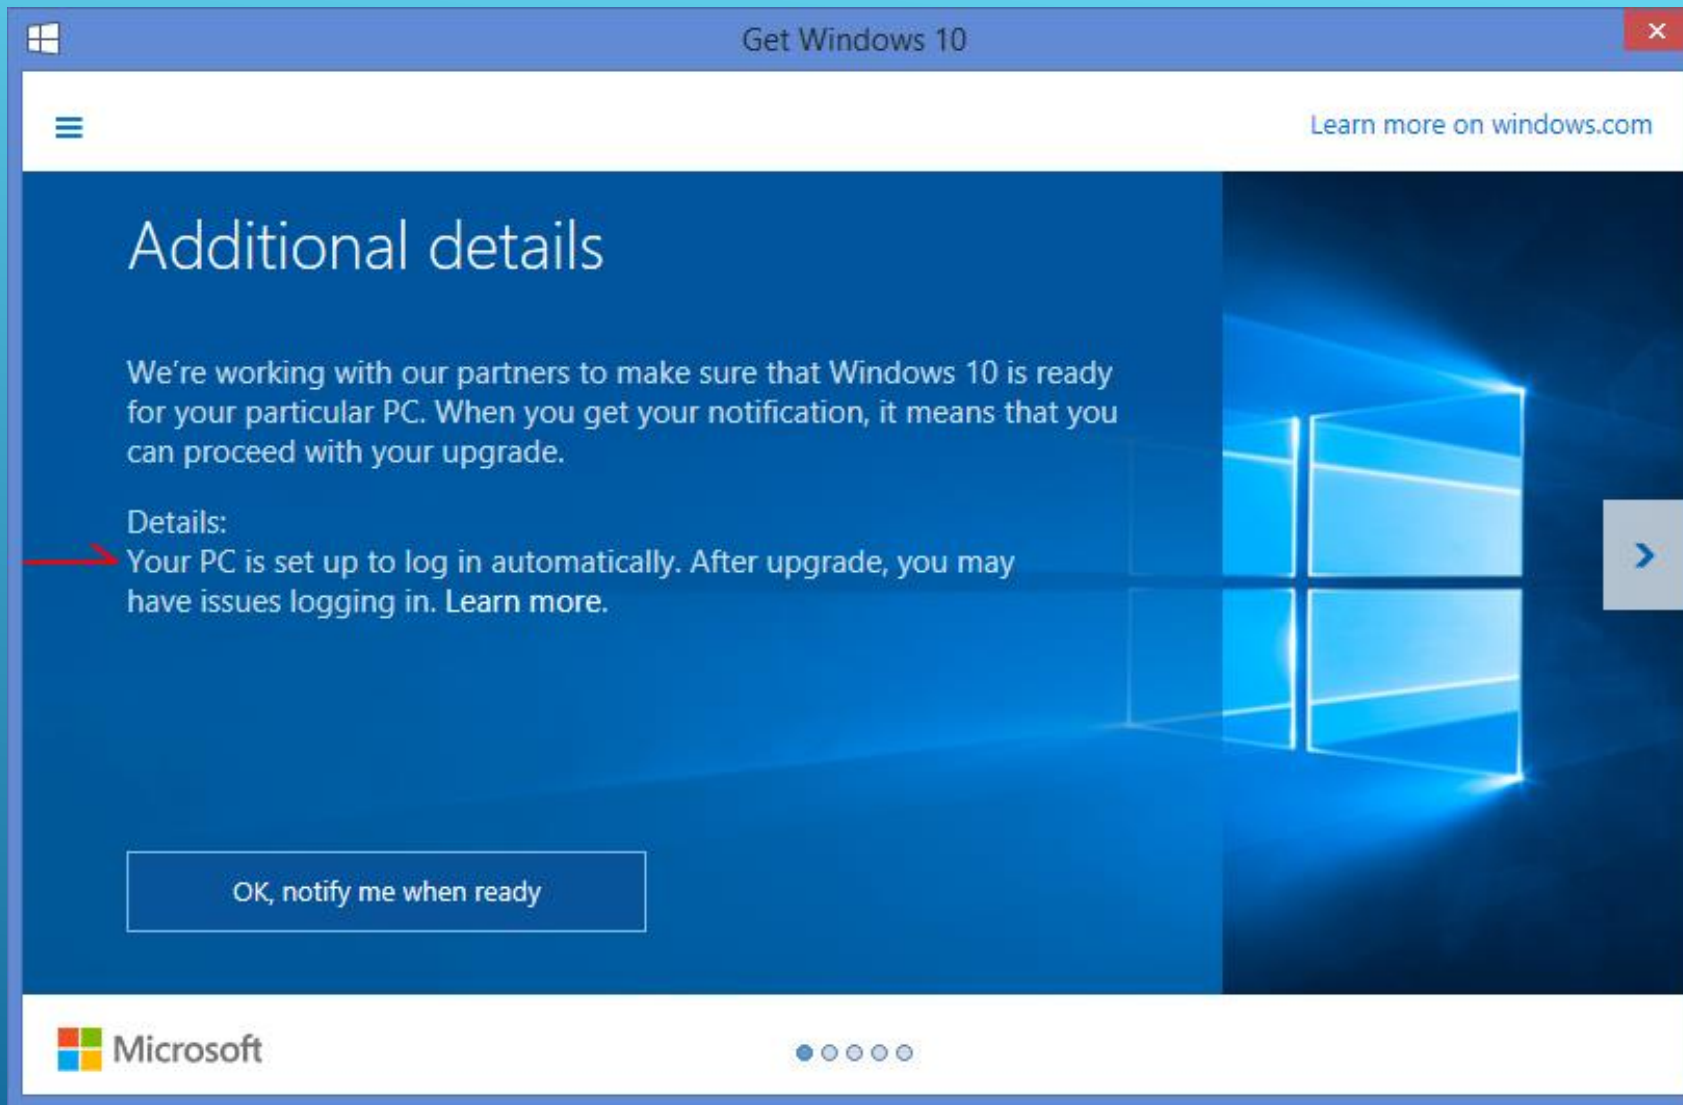 Get Windows 10
Learn more on windows.com
Additional details
We're working with our partners to make sure that Windows 10 is ready
for your particular PC. When you get your notification, it means that you
can proceed with your upgrade.
Details:
Your PC is set up to log in automatically. After upgrade, you may
have issues logging in. Learn more.
OK, notify me when ready
Microsoft